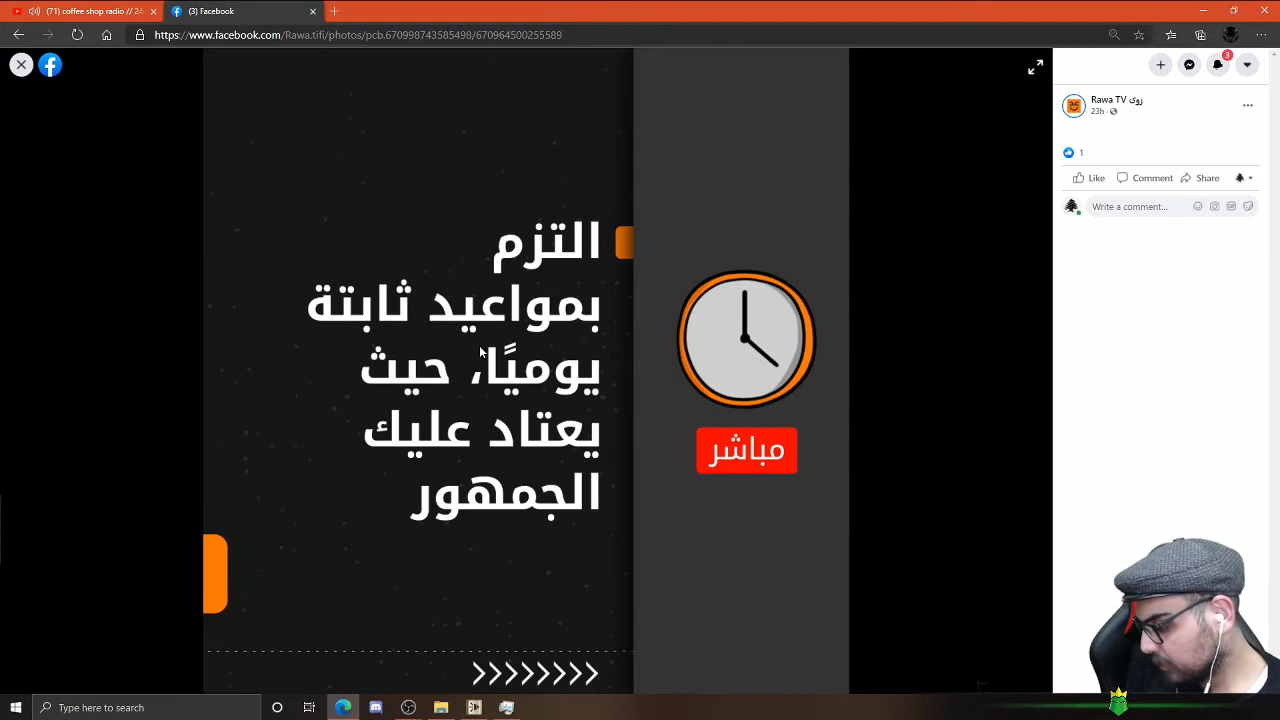 (71) coffee shop radio // 24
(3) Facebook
https://www.facebook.com/Rawa.tifi/photos/pcb.670998743585498/670964500255589
3
Rawa TV روى
23h
1
Like
Comment
Share
Write a comment...
التزم
بمواعيد ثابتة
يوميًا، حيث
يعتاد عليك
الجمهور
مباشر
Type here to search